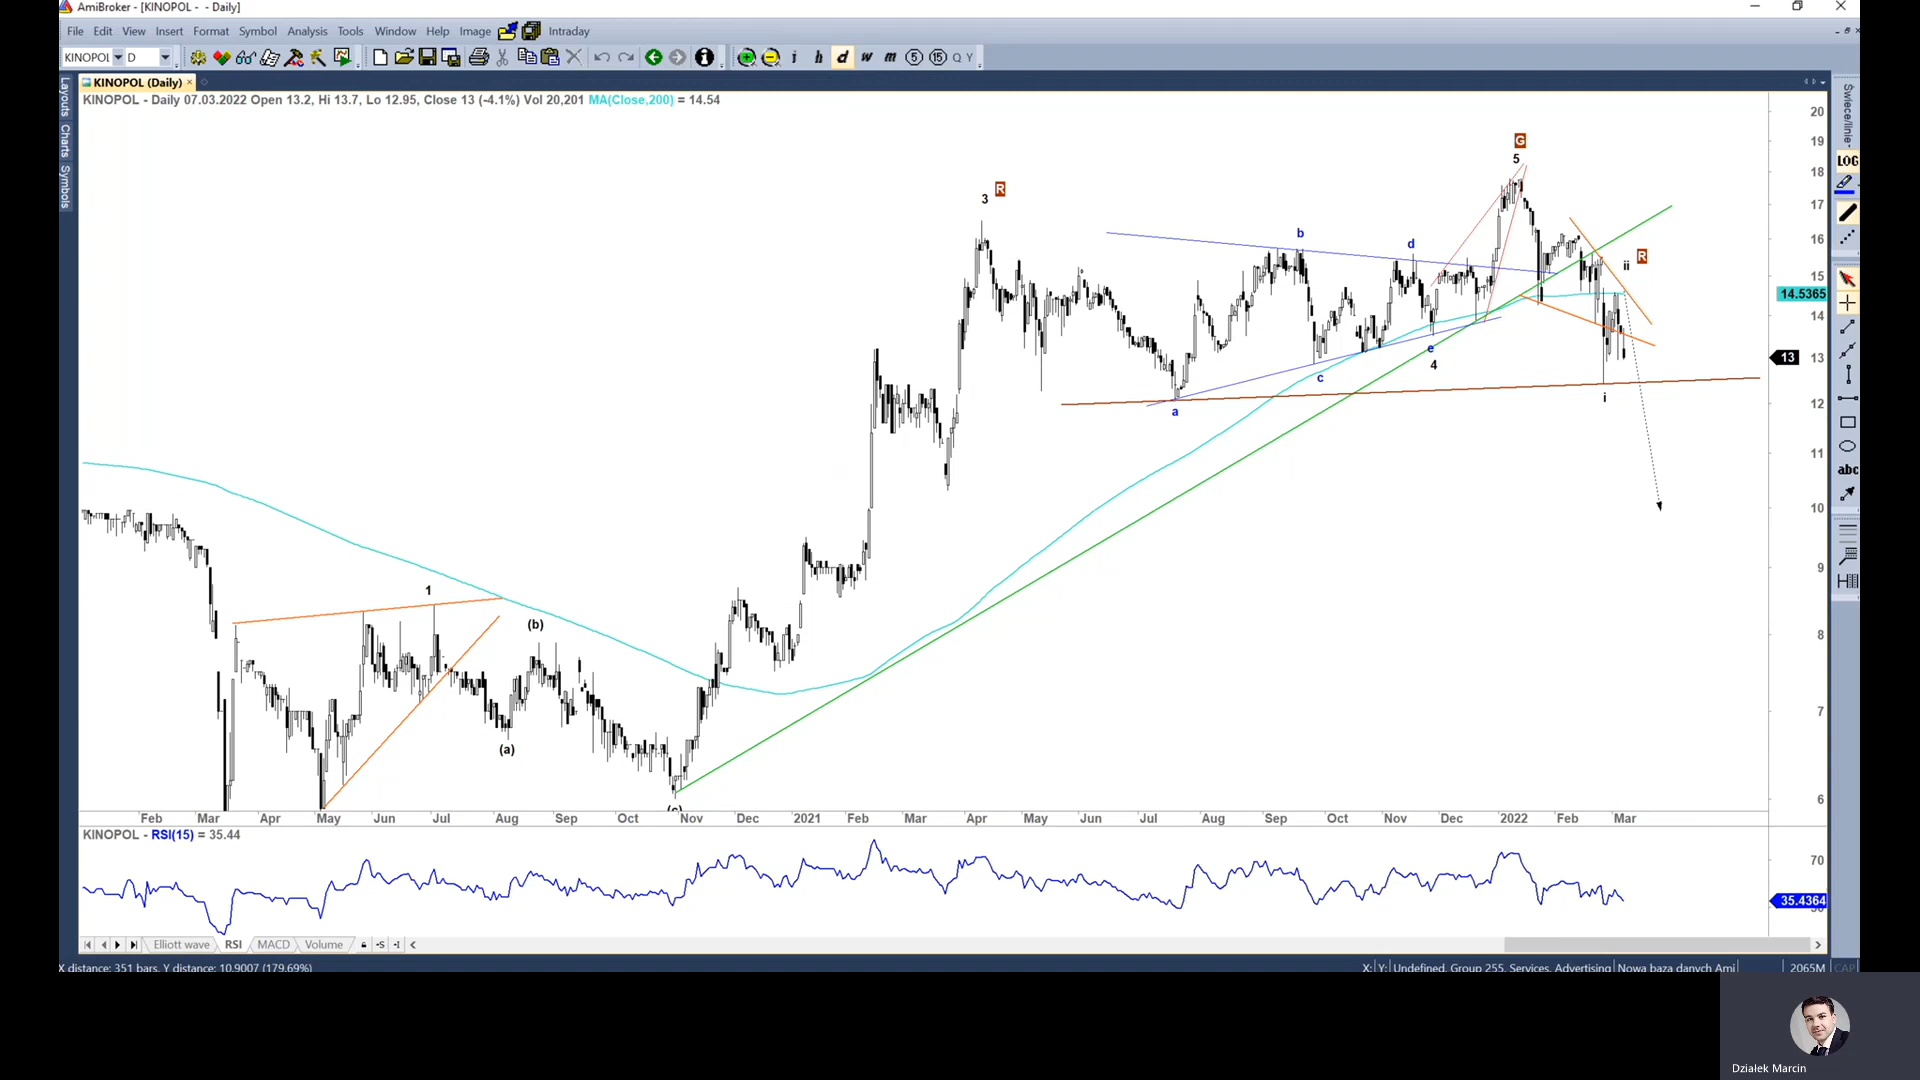 AmiBroker - [KINOPOL - - Daily]
File Edit View Insert Format Symbol Analysis Tools Window Help Image Intraday
KINOPOL D i h d w m 5 15 Q Y
KINOPOL (Daily)
KINOPOL - Daily 07.03.2022 Open 13.2, Hi 13.7, Lo 12.95, Close 13 (-4.1%) Vol 20,201 MA(Close,200) = 14.54
Layouts
Charts
Symbols
Świece/linie
LOG
abc
20
19
18
17
16
15
14.5365
14
13
12
11
10
9
8
7
6
G
5
R
3
b
d
R
ii
e
4
c
a
i
1
(b)
(a)
(c)
Feb Mar Apr May Jun Jul Aug Sep Oct Nov Dec 2021 Feb Mar Apr May Jun Jul Aug Sep Oct Nov Dec 2022 Feb Mar
KINOPOL - RSI(15) = 35.44
70
35.4364
Elliott wave RSI MACD Volume
X distance: 351 bars, Y distance: 10.9007 (179.69%)
X: Y: Undefined, Group 255, Services, Advertising Nowa baza danych Ami 2065M CAP
Działek Marcin